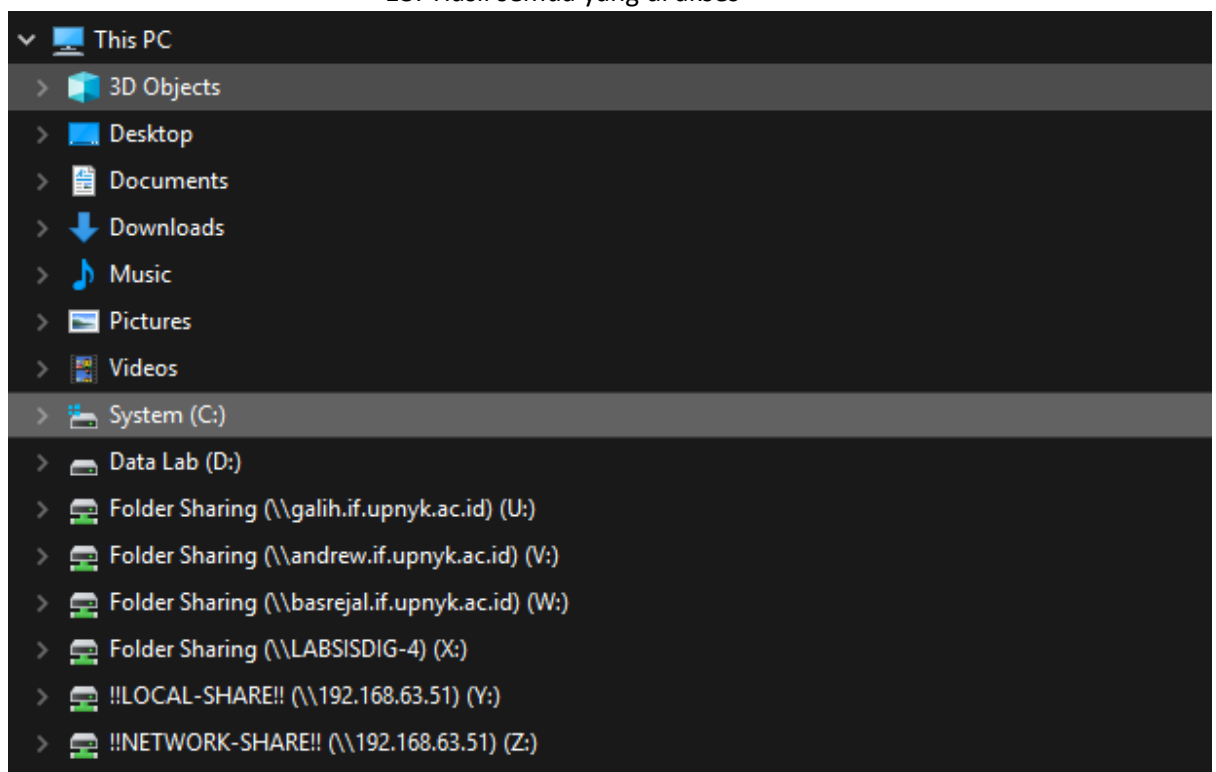 This PC
3D Objects
Desktop
Documents
Downloads
Music
Pictures
Videos
System (C:)
Data Lab (D:)
Folder Sharing (\\galih.if.upnyk.ac.id) (U:)
Folder Sharing (\\andrew.if.upnyk.ac.id) (V:)
Folder Sharing (\\basrejal.if.upnyk.ac.id) (W:)
Folder Sharing (\\LABSISDIG-4) (X:)
!!LOCAL-SHARE!! (\\192.168.63.51) (Y:)
!!NETWORK-SHARE!! (\\192.168.63.51) (Z:)